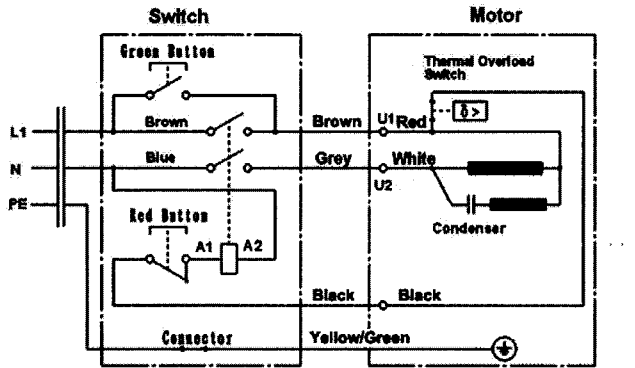 Switch
Motor
Green Button
Thermal Overload
Switch
L1
Brown
Brown
U1
Red
N
Blue
Grey
White
U2
PE
Red Button
A1
A2
Condenser
Black
Black
Connector
Yellow/Green